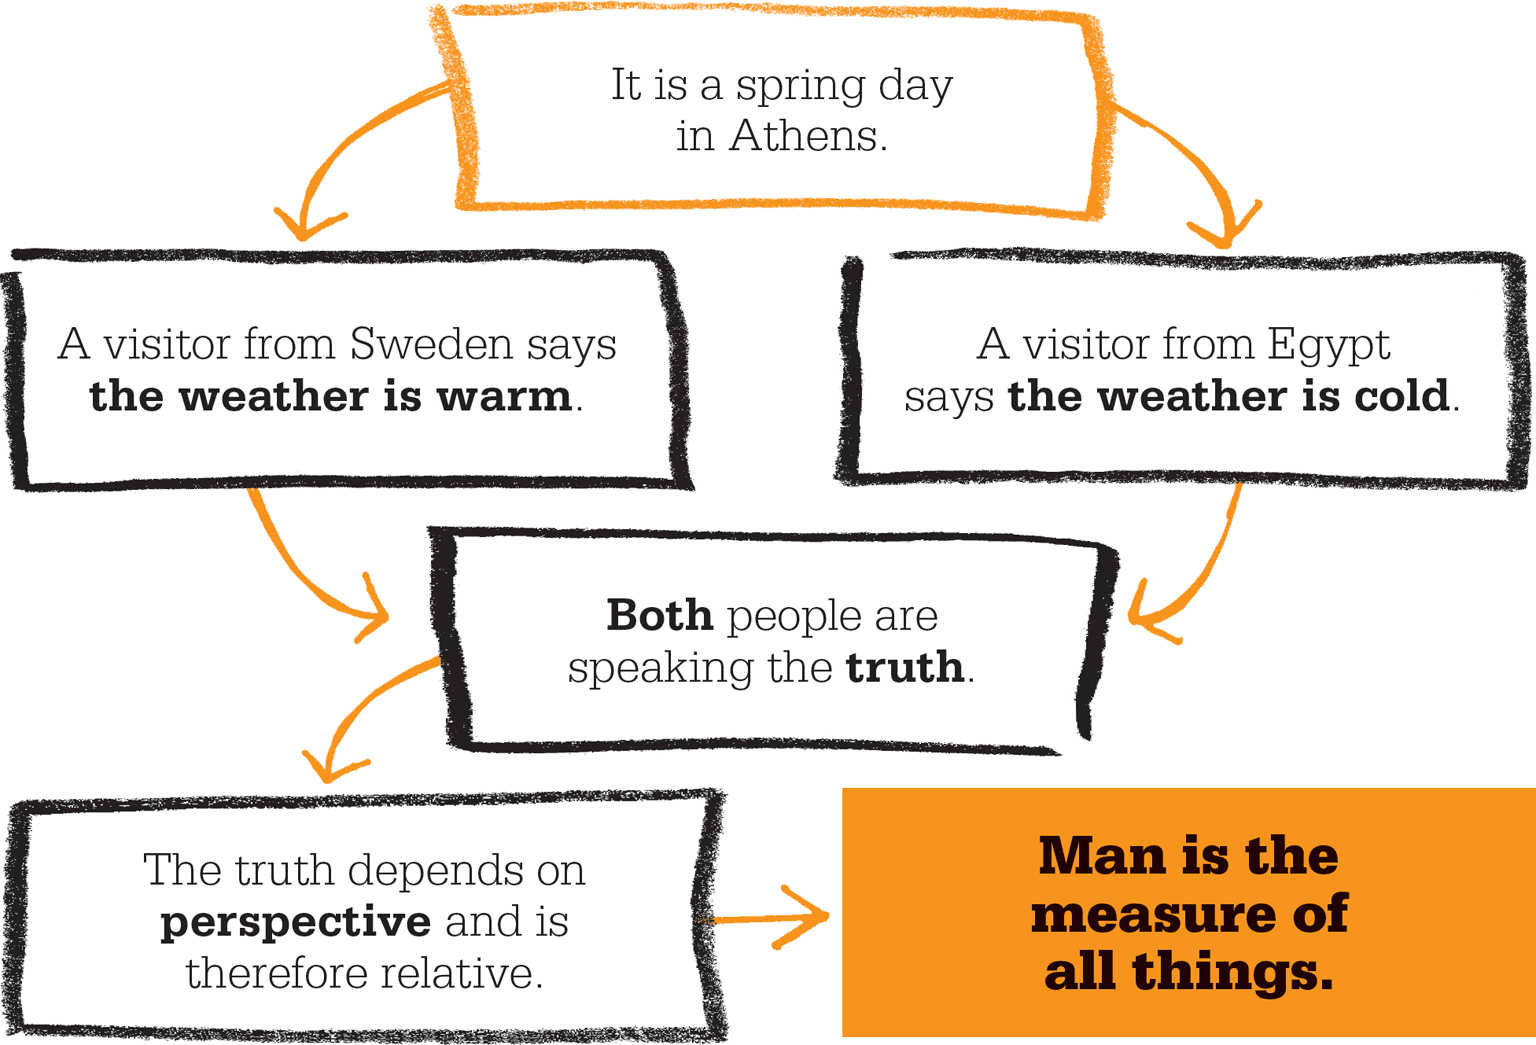 It is a spring day
in Athens.
A visitor from Sweden says
the weather is warm.
A visitor from Egypt
says the weather is cold.
Both people are
speaking the truth.
The truth depends on
perspective and is
therefore relative.
Man is the
measure of
all things.